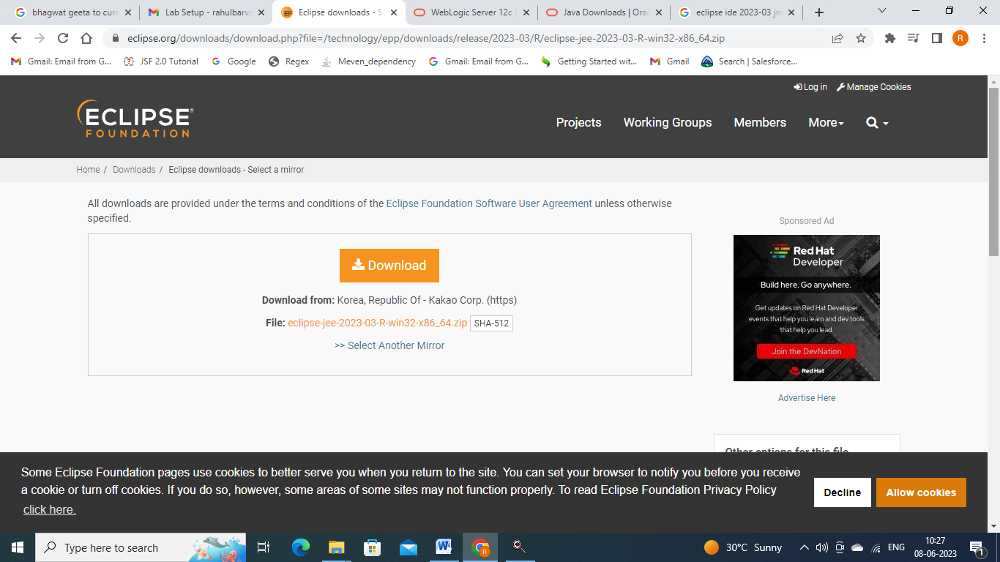 bhagwat geeta to cure
Lab Setup - rahulbarve
Eclipse downloads - S
WebLogic Server 12c (
Java Downloads | Orac
eclipse ide 2023-03 jre
eclipse.org/downloads/download.php?file=/technology/epp/downloads/release/2023-03/R/eclipse-jee-2023-03-R-win32-x86_64.zip
R
Gmail: Email from G...
JSF 2.0 Tutorial
Google
Regex
Meven_dependency
Gmail: Email from G...
Getting Started wit...
Gmail
Search | Salesforce...
Log in
Manage Cookies
ECLIPSE®
FOUNDATION
Projects
Working Groups
Members
More
Home / Downloads / Eclipse downloads - Select a mirror
All downloads are provided under the terms and conditions of the Eclipse Foundation Software User Agreement unless otherwise
specified.
Download
Download from: Korea, Republic Of - Kakao Corp. (https)
File: eclipse-jee-2023-03-R-win32-x86_64.zip SHA-512
>> Select Another Mirror
Sponsored Ad
Red Hat
Developer
Build here. Go anywhere.
Get updates on Red Hat Developer
events that help you learn and dev tools
that help you lead.
Join the DevNation
Red Hat
Advertise Here
Other options for this file
Some Eclipse Foundation pages use cookies to better serve you when you return to the site. You can set your browser to notify you before you receive
a cookie or turn off cookies. If you do so, however, some areas of some sites may not function properly. To read Eclipse Foundation Privacy Policy
click here.
Decline
Allow cookies
Type here to search
30°C Sunny
ENG
10:27
08-06-2023
1